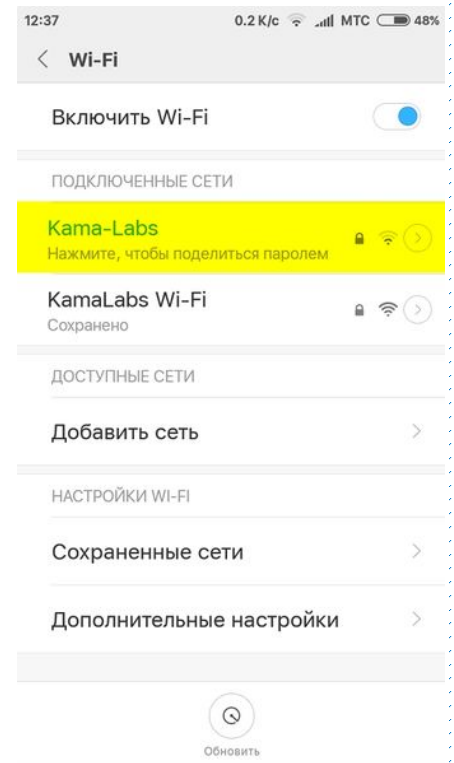 12:37 0.2 K/c МТС 48%
Wi-Fi
Включить Wi-Fi
ПОДКЛЮЧЕННЫЕ СЕТИ
Kama-Labs
Нажмите, чтобы поделиться паролем
KamaLabs Wi-Fi
Сохранено
ДОСТУПНЫЕ СЕТИ
Добавить сеть
НАСТРОЙКИ WI-FI
Сохраненные сети
Дополнительные настройки
Обновить